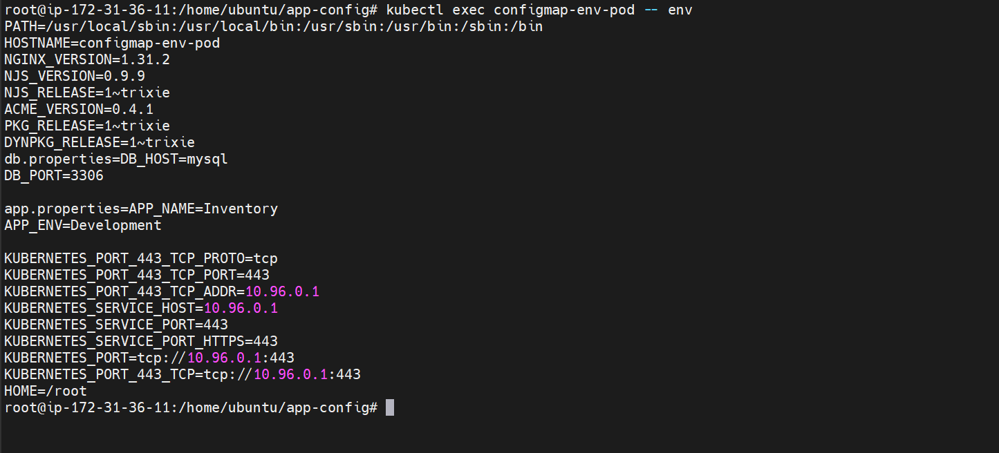 root@ip-172-31-36-11:/home/ubuntu/app-config# kubectl exec configmap-env-pod -- env
PATH=/usr/local/sbin:/usr/local/bin:/usr/sbin:/usr/bin:/sbin:/bin
HOSTNAME=configmap-env-pod
NGINX_VERSION=1.31.2
NJS_VERSION=0.9.9
NJS_RELEASE=1~trixie
ACME_VERSION=0.4.1
PKG_RELEASE=1~trixie
DYNPKG_RELEASE=1~trixie
db.properties=DB_HOST=mysql
DB_PORT=3306
app.properties=APP_NAME=Inventory
APP_ENV=Development
KUBERNETES_PORT_443_TCP_PROTO=tcp
KUBERNETES_PORT_443_TCP_PORT=443
KUBERNETES_PORT_443_TCP_ADDR=10.96.0.1
KUBERNETES_SERVICE_HOST=10.96.0.1
KUBERNETES_SERVICE_PORT=443
KUBERNETES_SERVICE_PORT_HTTPS=443
KUBERNETES_PORT=tcp://10.96.0.1:443
KUBERNETES_PORT_443_TCP=tcp://10.96.0.1:443
HOME=/root
root@ip-172-31-36-11:/home/ubuntu/app-config#